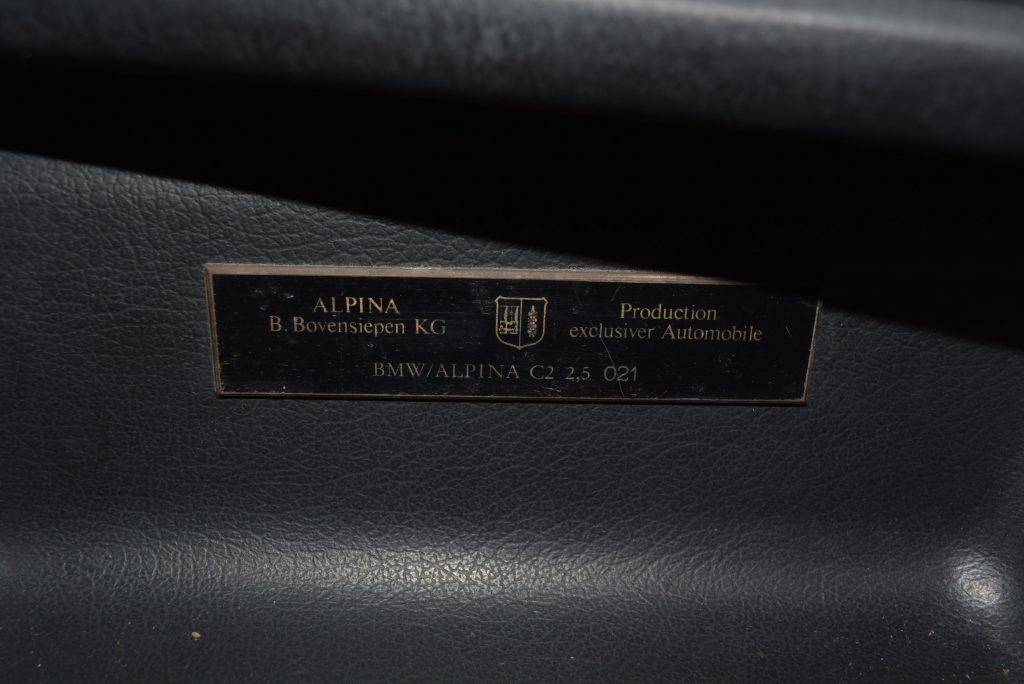 ALPINA
B. Bovensiepen KG
Production
exclusiver Automobile
BMW/ALPINA C2 2,5 021